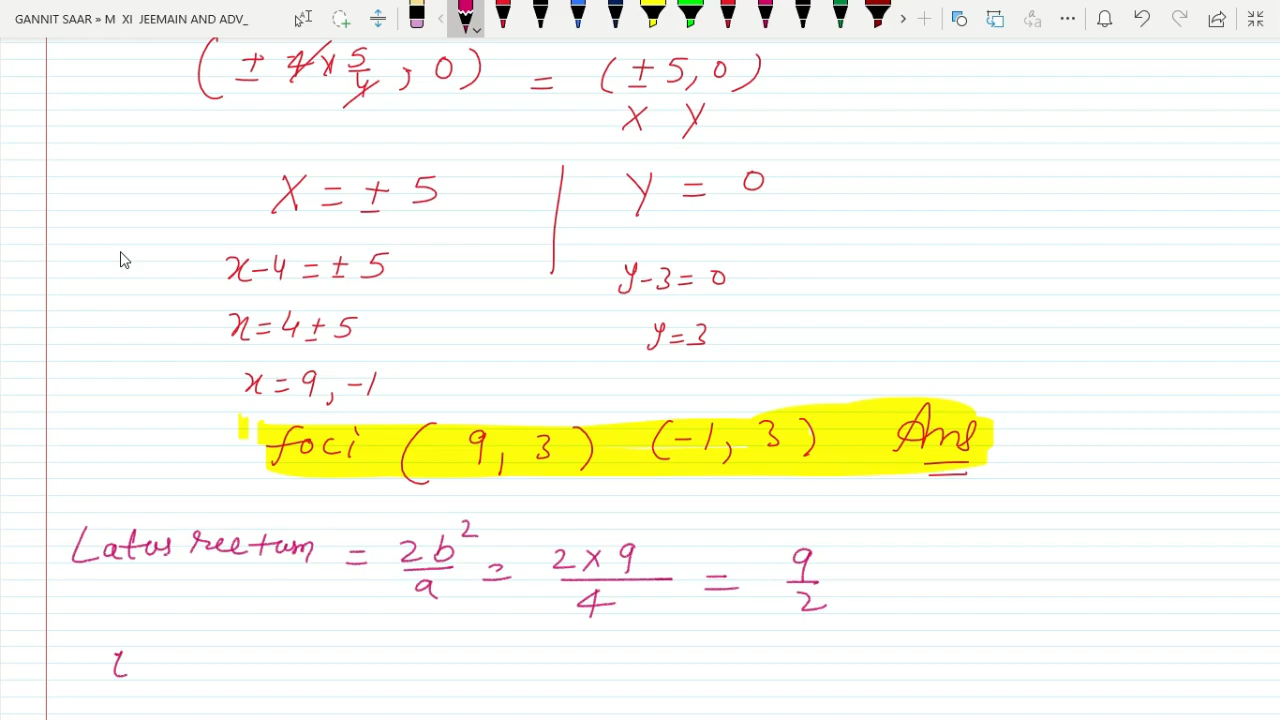 GANNIT SAAR » M XI JEEMAIN AND ADV_
( ± 4 × 5/4 , 0 ) = ( ± 5, 0 )
X Y
X = ± 5 | Y = 0
x - 4 = ± 5 y - 3 = 0
x = 4 ± 5 y = 3
x = 9, -1
foci ( 9, 3 ) (-1, 3 ) Ans
Latus rectum = 2b²/a = 2 × 9/4 = 9/2